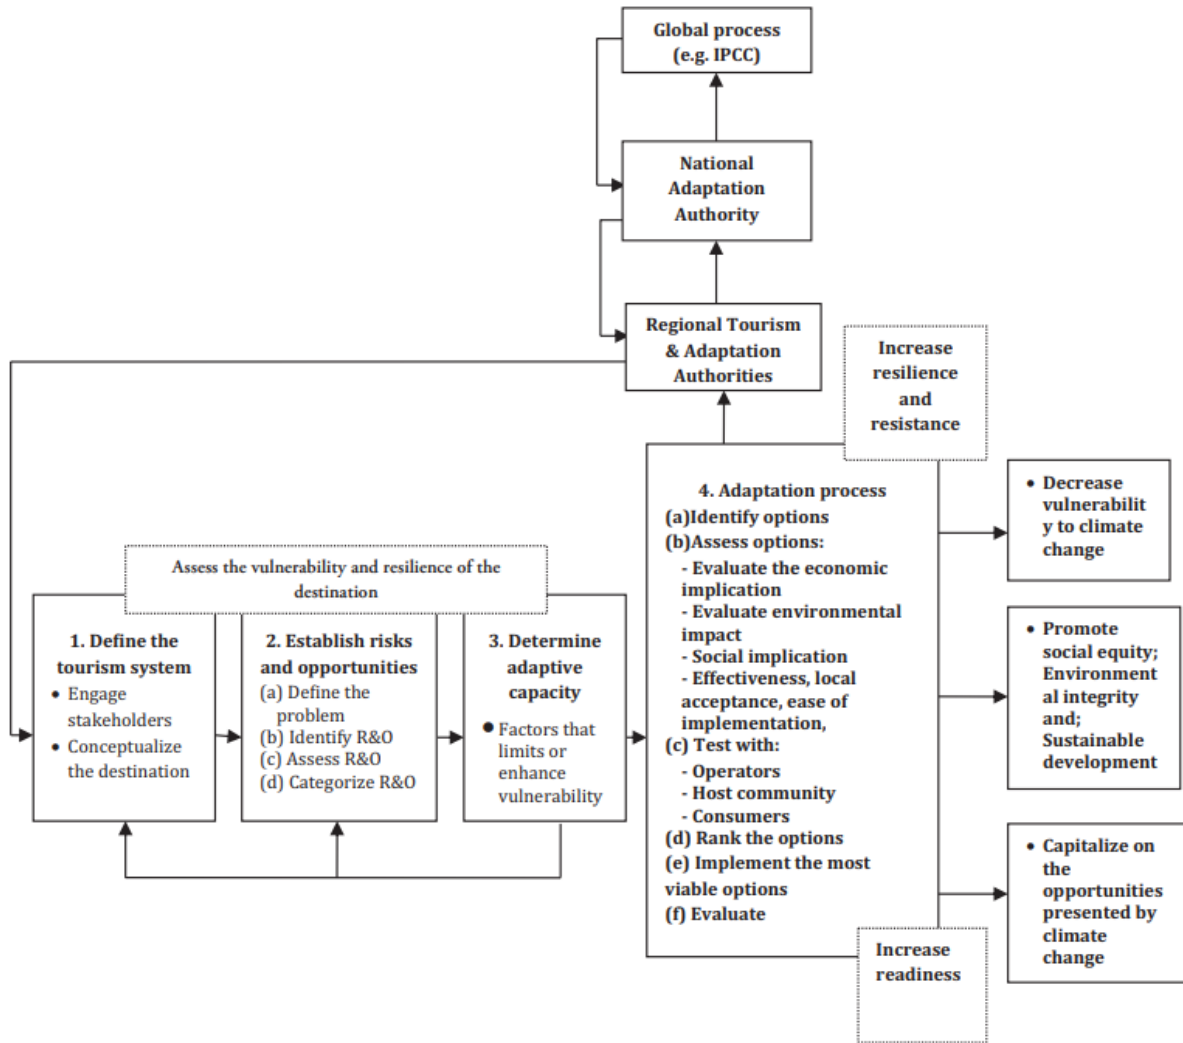 Global process
(e.g. IPCC)
National
Adaptation
Authority
Regional Tourism
& Adaptation
Authorities
Increase
resilience
and
resistance
Assess the vulnerability and resilience of the
destination
1. Define the
tourism system
• Engage
stakeholders
• Conceptualize
the destination
2. Establish risks
and opportunities
(a) Define the
problem
(b) Identify R&O
(c) Assess R&O
(d) Categorize R&O
3. Determine
adaptive
capacity
• Factors that
limits or
enhance
vulnerability
4. Adaptation process
(a)Identify options
(b)Assess options:
- Evaluate the economic
implication
- Evaluate environmental
impact
- Social implication
- Effectiveness, local
acceptance, ease of
implementation,
(c) Test with:
- Operators
- Host community
- Consumers
(d) Rank the options
(e) Implement the most
viable options
(f) Evaluate
Increase
readiness
• Decrease
vulnerabilit
y to climate
change
• Promote
social equity;
Environment
al integrity
and;
Sustainable
development
• Capitalize on
the
opportunities
presented by
climate
change